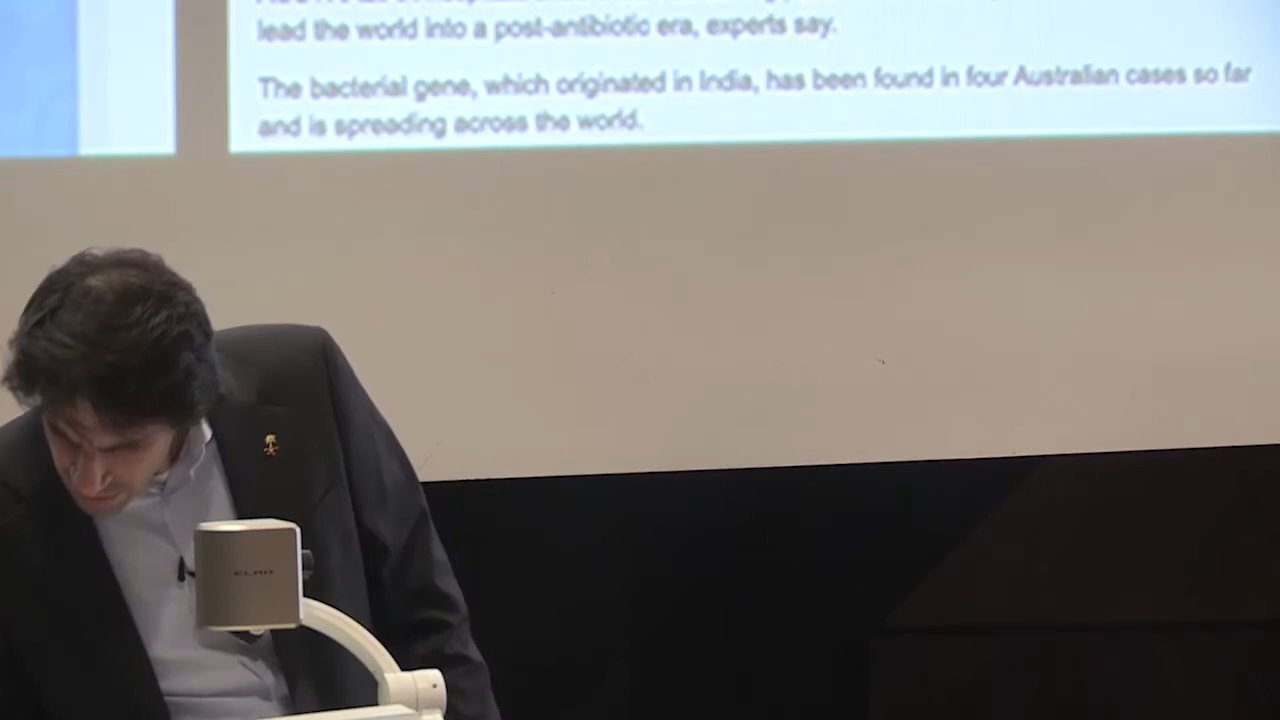 lead the world into a post-antibiotic era, experts say.
The bacterial gene, which originated in India, has been found in four Australian cases so far
and is spreading across the world.
ELMO